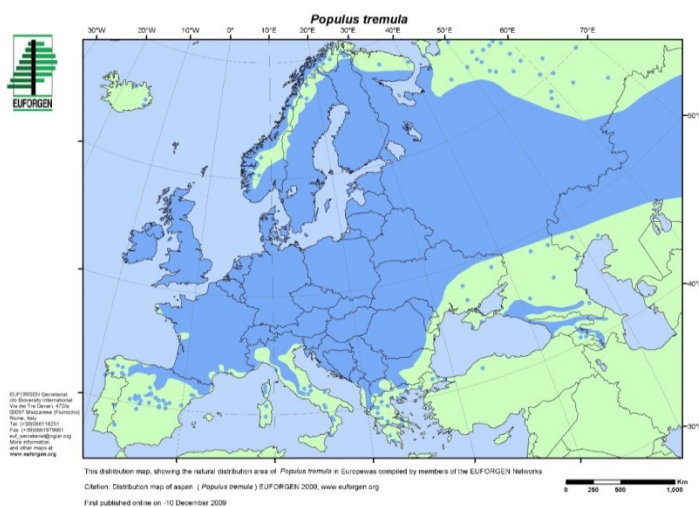 Populus tremula
EUFORGEN
30°W
20°W
10°W
0°
10°E
20°E
30°E
40°E
50°E
60°E
70°E
50°N
40°N
30°N
EUFORGEN Secretariat
c/o Bioversity International
Via dei Tre Denari, 472/a
00057 Maccarese (Fiumicino)
Rome, Italy
More information
and other maps at
www.euforgen.org
This distribution map, showing the natural distribution area of Populus tremula in Europewas compiled by members of the EUFORGEN Networks
Citation: Distribution map of aspen ( Populus tremula ) EUFORGEN 2009, www.euforgen.org
First published online on -10 December 2009
Km
0 250 500 1,000